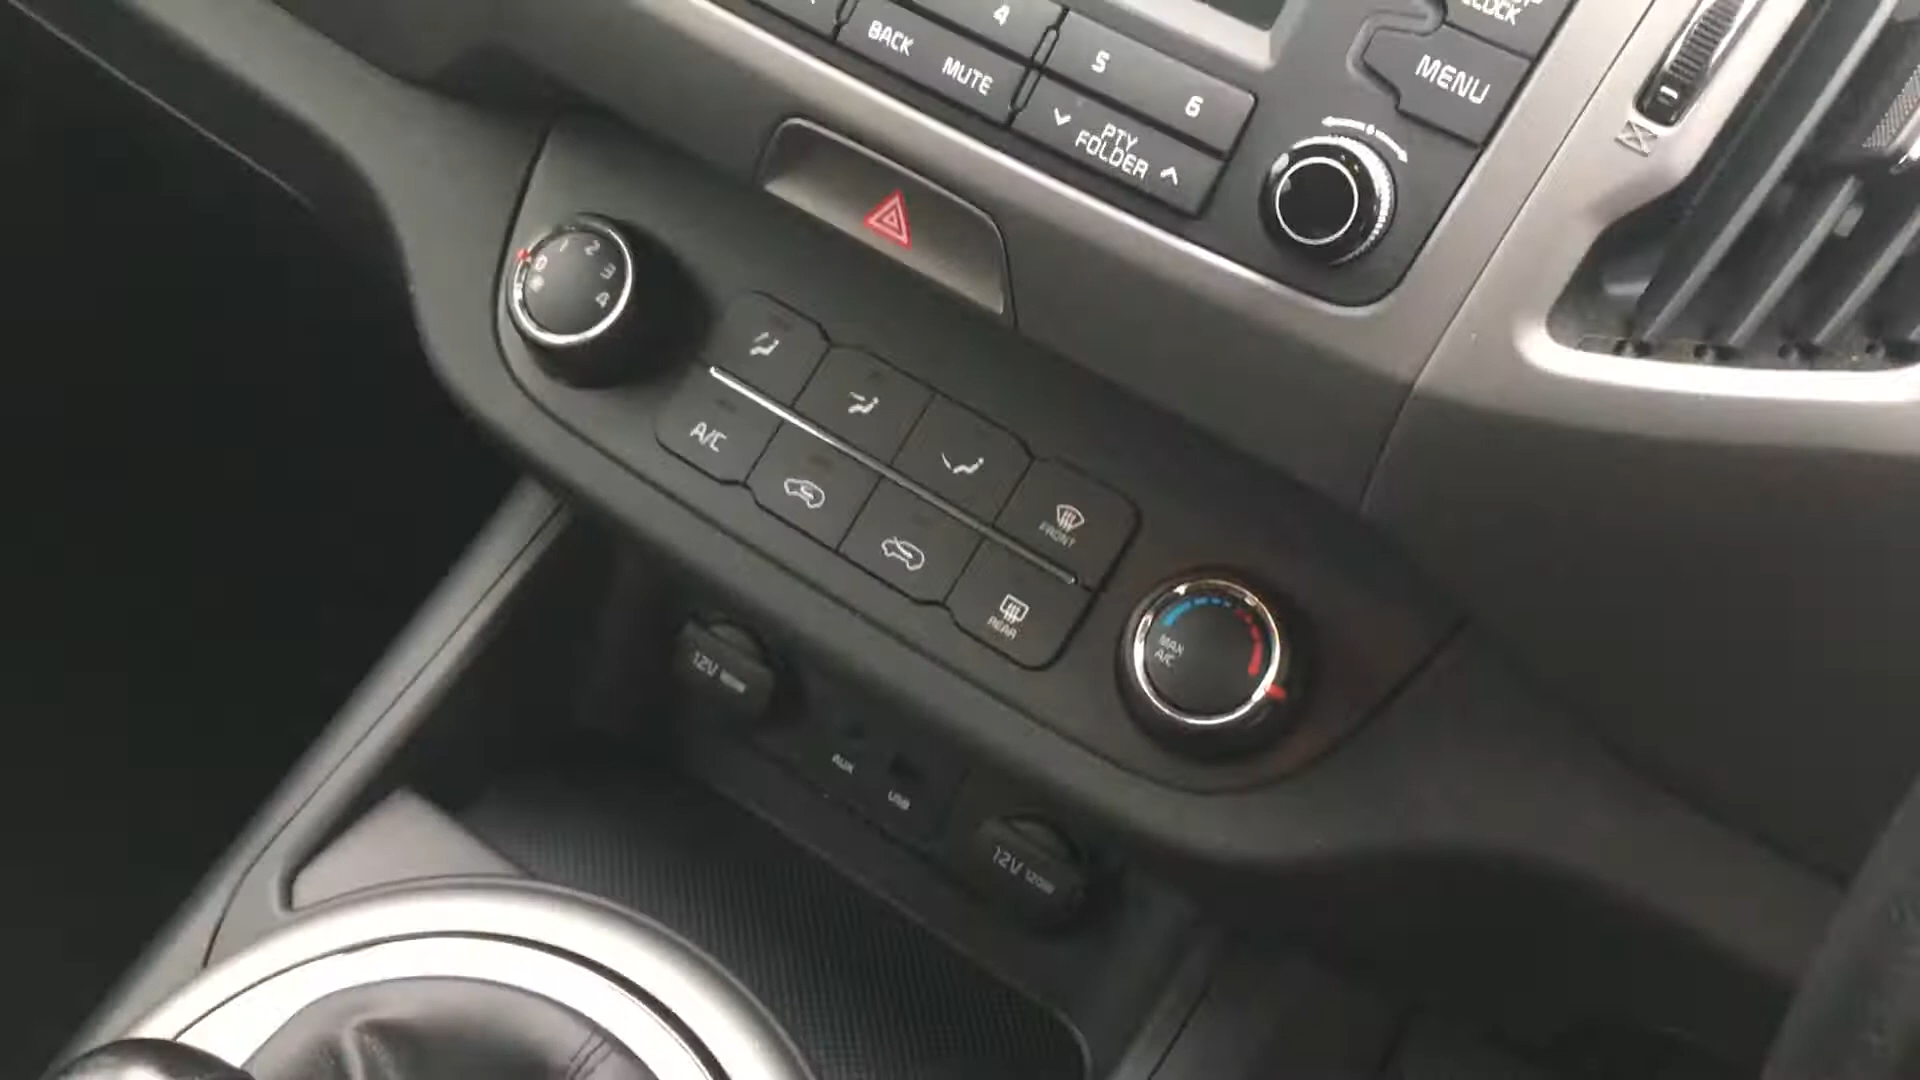 CLOCK
4
BACK
MUTE
5
6
MENU
PTY
FOLDER
0 1 2 3 4
A/C
FRONT
REAR
MAX
A/C
12V
AUX
USB
12V 120W